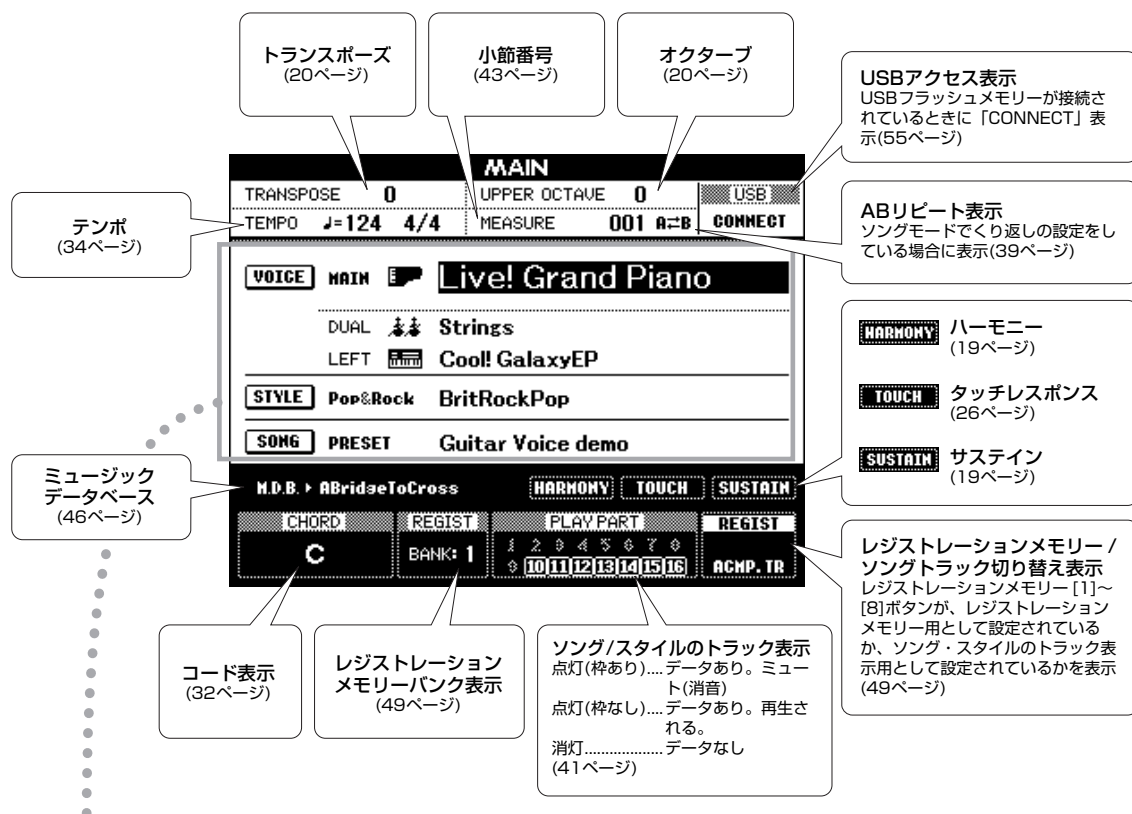 トランスポーズ
(20ページ)
小節番号
(43ページ)
オクターブ
(20ページ)
USBアクセス表示
USBフラッシュメモリーが接続さ
れているときに「CONNECT」表
示(55ページ)
テンポ
(34ページ)
MAIN
TRANSPOSE 0
UPPER OCTAVE 0
USB
TEMPO ♩=124 4/4
MEASURE 001 A⇄B
CONNECT
ABリピート表示
ソングモードでくり返しの設定をし
ている場合に表示(39ページ)
VOICE MAIN Live! Grand Piano
DUAL Strings
LEFT Cool! GalaxyEP
STYLE Pop&Rock BritRockPop
SONG PRESET Guitar Voice demo
HARMONY ハーモニー
(19ページ)
TOUCH タッチレスポンス
(26ページ)
SUSTAIN サステイン
(19ページ)
ミュージック
データベース
(46ページ)
M.D.B. ▸ ABridgeToCross
HARMONY TOUCH SUSTAIN
CHORD REGIST PLAY PART REGIST
C
BANK: 1
1 2 3 4 5 6 7 8
9 10 11 12 13 14 15 16
ACMP. TR
レジストレーションメモリー /
ソングトラック切り替え表示
レジストレーションメモリー [1]〜
[8]ボタンが、レジストレーション
メモリー用として設定されている
か、ソング・スタイルのトラック表
示用として設定されているかを表示
(49ページ)
コード表示
(32ページ)
レジストレーション
メモリーバンク表示
(49ページ)
ソング/スタイルのトラック表示
点灯(枠あり)....データあり。ミュー
ト(消音)
点灯(枠なし)....データあり。再生さ
れる。
消灯...................データなし
(41ページ)